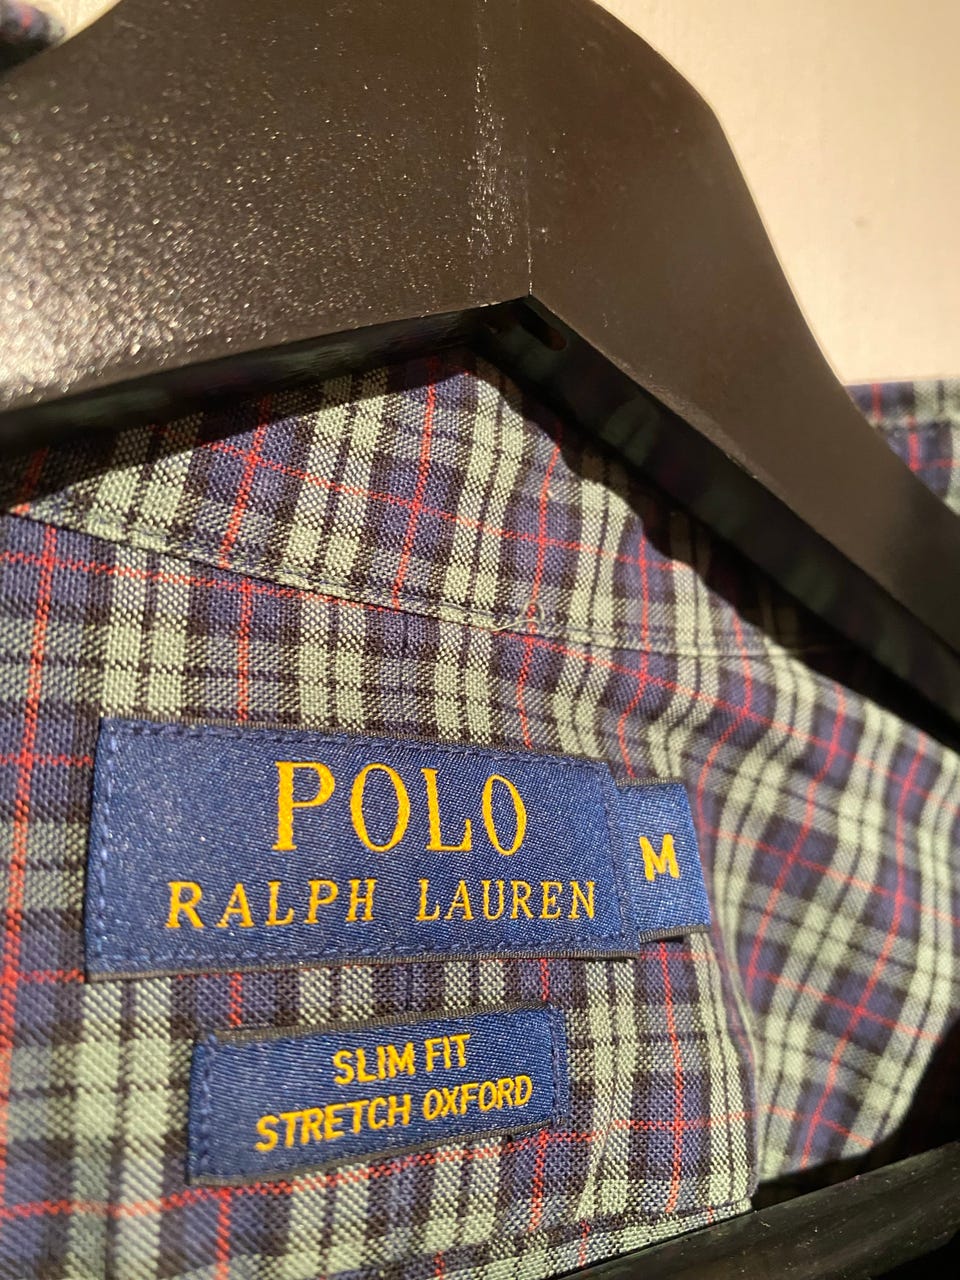 POLO
RALPH LAUREN
M
SLIM FIT
STRETCH OXFORD